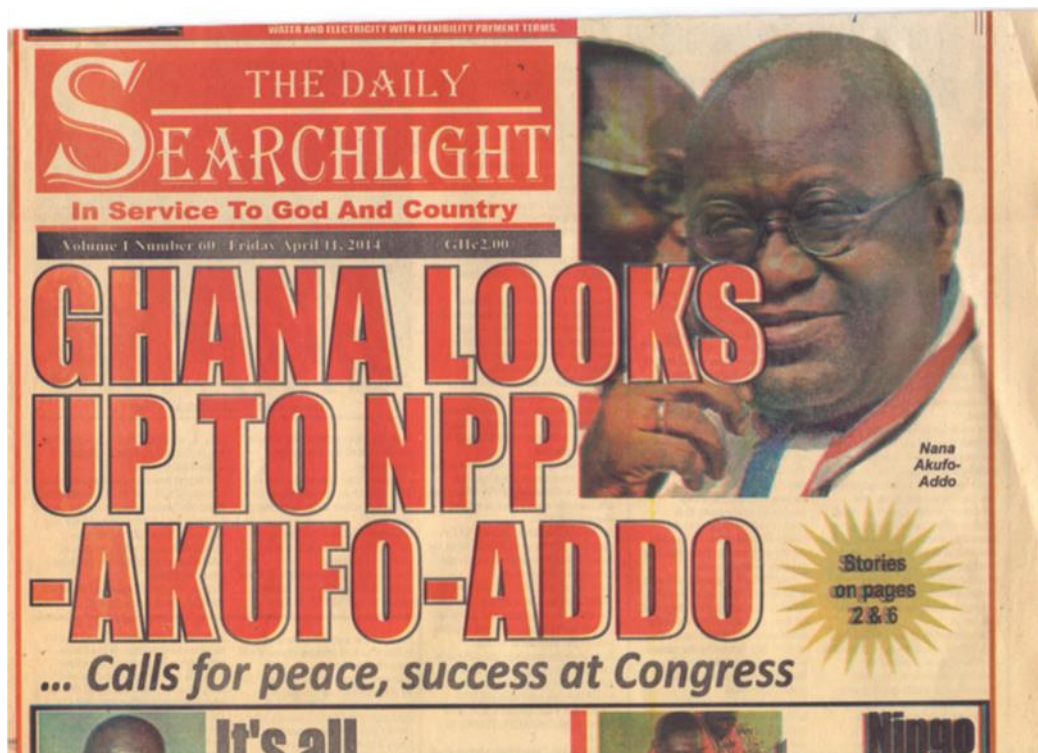 WATER AND ELECTRICITY WITH FLEXIBILITY PAYMENT TERMS.
THE DAILY
SEARCHLIGHT
In Service To God And Country
Volume 1 Number 60 Friday April 11, 2014 GH¢2.00
GHANA LOOKS
UP TO NPP'
-AKUFO-ADDO
Nana
Akufo-
Addo
Stories
on pages
2 & 6
... Calls for peace, success at Congress
It's all
Ningo